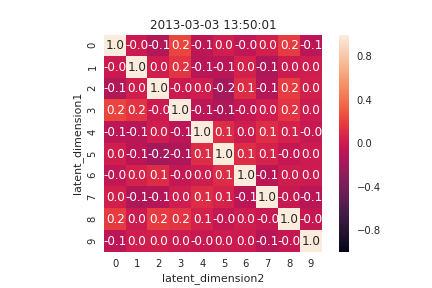 2013-03-03 13:50:01
latent_dimension1
0 1.0 -0.0 -0.1 0.2 -0.1 0.0 -0.0 -0.0 0.2 -0.1
1 -0.0 1.0 0.0 0.2 -0.1 -0.1 0.0 -0.1 0.0 0.0
2 -0.1 0.0 1.0 -0.0 0.0 -0.2 0.1 -0.1 0.2 0.0
3 0.2 0.2 -0.0 1.0 -0.1 -0.1 -0.0 0.0 0.2 0.0
4 -0.1 -0.1 0.0 -0.1 1.0 0.1 0.0 0.1 0.1 -0.0
5 0.0 -0.1 -0.2 -0.1 0.1 1.0 0.1 0.1 -0.0 0.0
6 -0.0 0.0 0.1 -0.0 0.0 0.1 1.0 -0.1 0.0 0.0
7 0.0 -0.1 -0.1 0.0 0.1 0.1 -0.1 1.0 -0.0 -0.1
8 0.2 0.0 0.2 0.2 0.1 -0.0 0.0 -0.0 1.0 -0.0
9 -0.1 0.0 0.0 0.0 -0.0 0.0 0.0 -0.1 -0.0 1.0
0 1 2 3 4 5 6 7 8 9
latent_dimension2
0.8
0.4
0.0
-0.4
-0.8